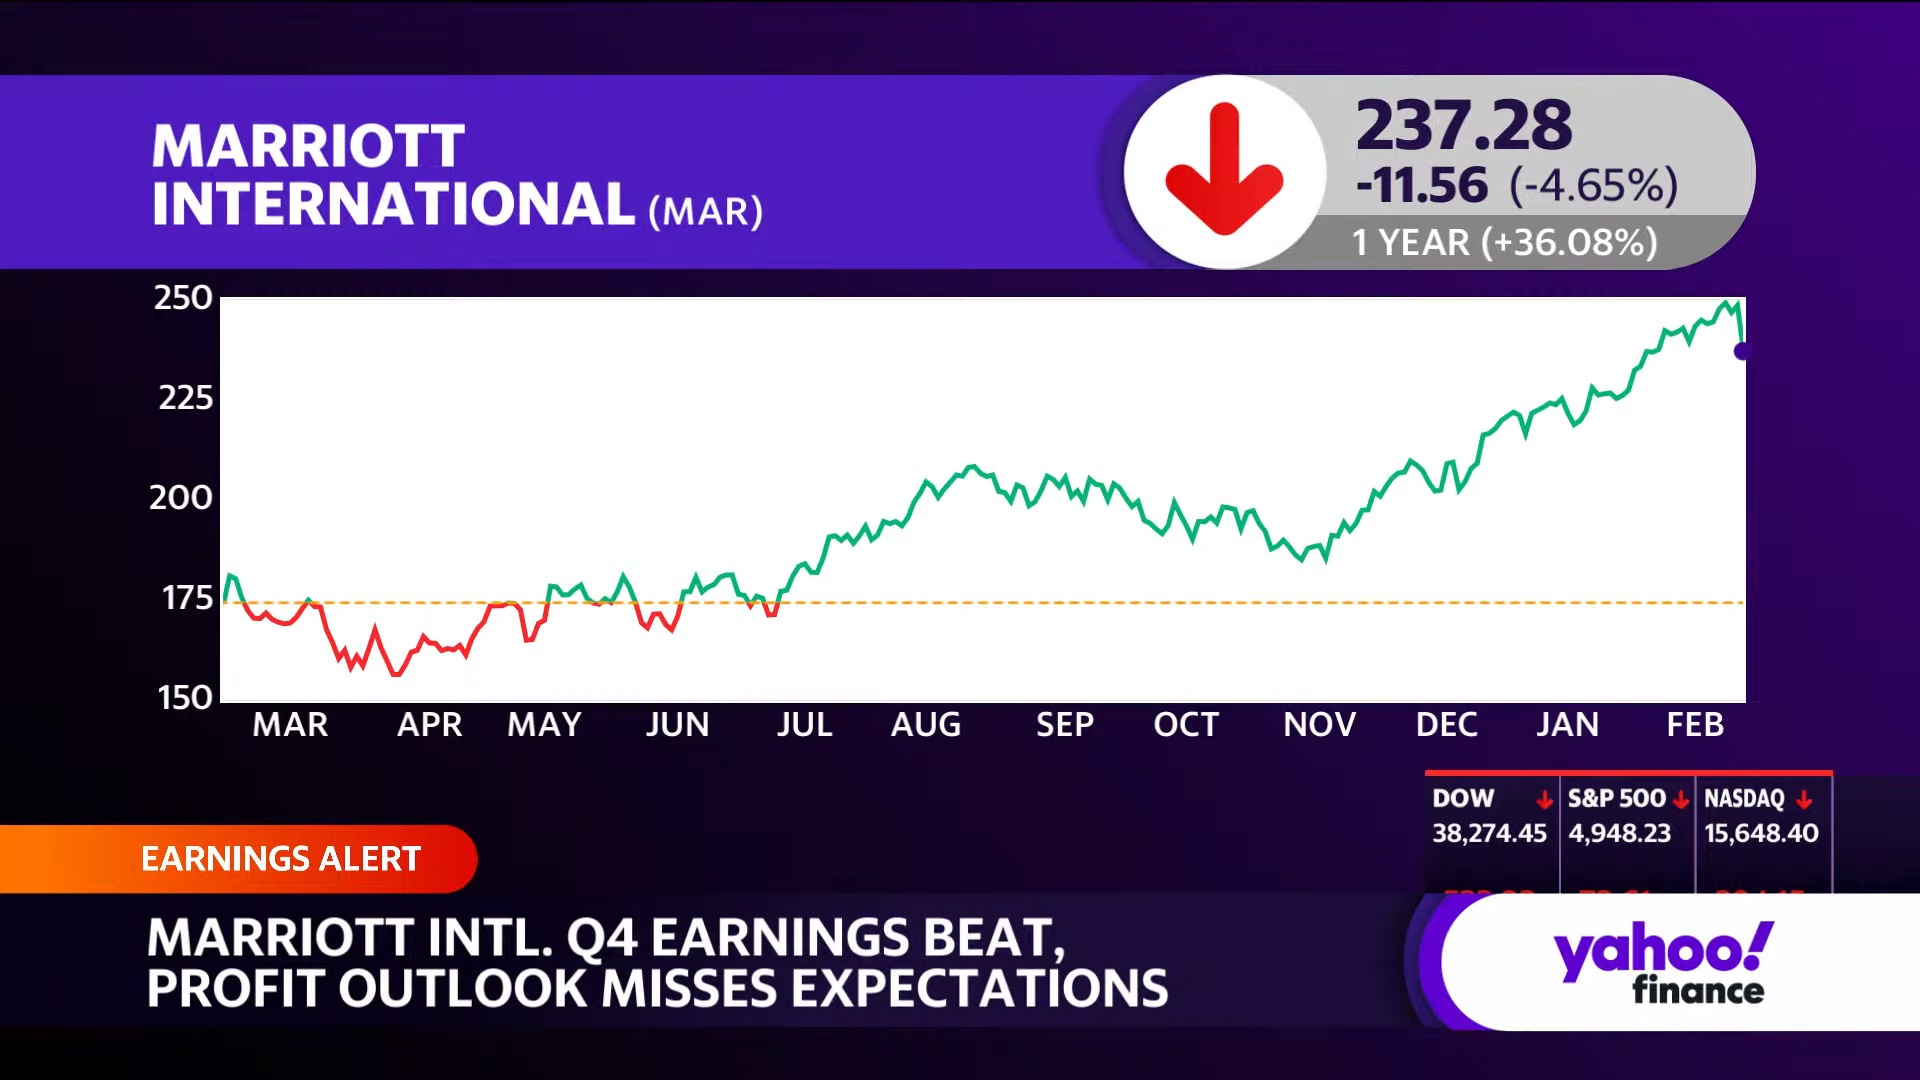 MARRIOTT
INTERNATIONAL (MAR)
237.28
-11.56 (-4.65%)
1 YEAR (+36.08%)
250
225
200
175
150
MAR APR MAY JUN JUL AUG SEP OCT NOV DEC JAN FEB
DOW S&P 500 NASDAQ
38,274.45 4,948.23 15,648.40
EARNINGS ALERT
MARRIOTT INTL. Q4 EARNINGS BEAT,
PROFIT OUTLOOK MISSES EXPECTATIONS
yahoo!
finance